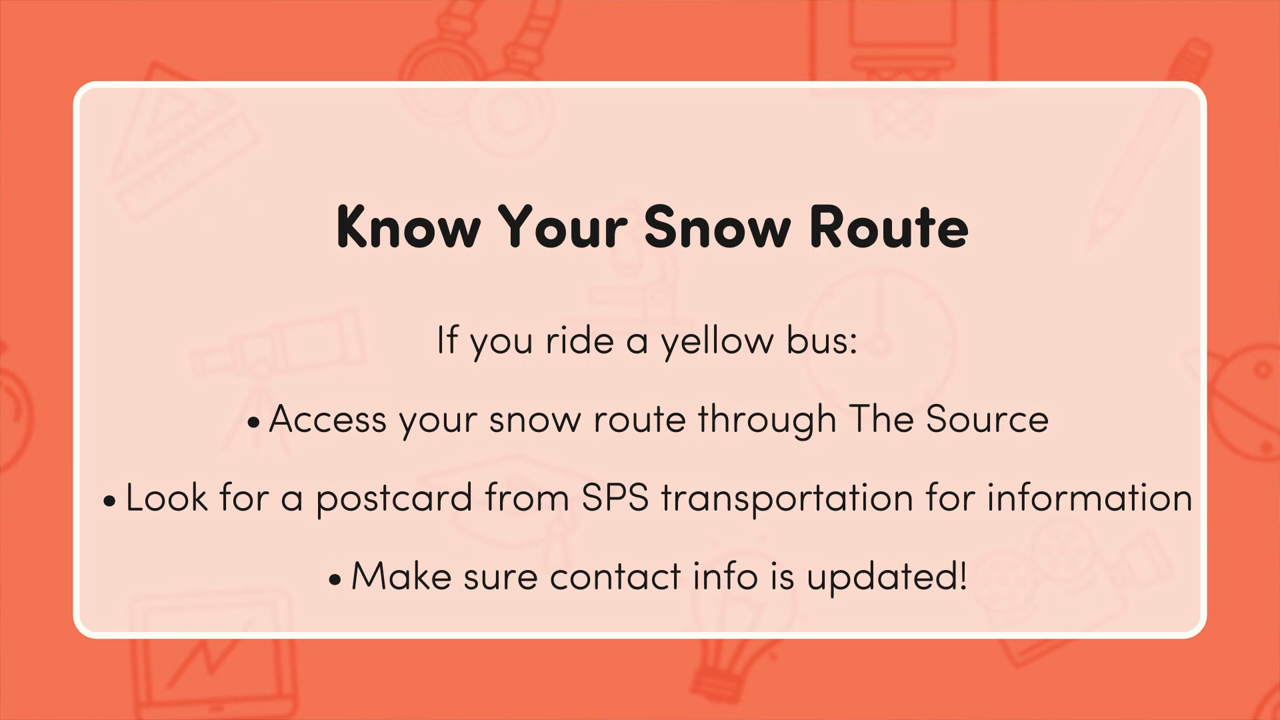 Know Your Snow Route
If you ride a yellow bus:
• Access your snow route through The Source
• Look for a postcard from SPS transportation for information
• Make sure contact info is updated!